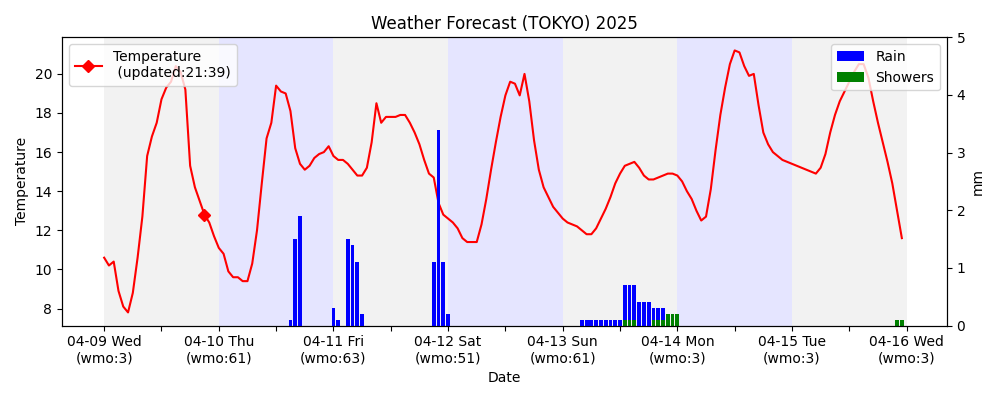 Weather Forecast (TOKYO) 2025
Temperature
(updated:21:39)
Rain
Showers
Temperature
20
18
16
14
12
10
8
5
4
3
2
1
0
mm
04-09 Wed
(wmo:3)
04-10 Thu
(wmo:61)
04-11 Fri
(wmo:63)
04-12 Sat
(wmo:51)
04-13 Sun
(wmo:61)
04-14 Mon
(wmo:3)
04-15 Tue
(wmo:3)
04-16 Wed
(wmo:3)
Date